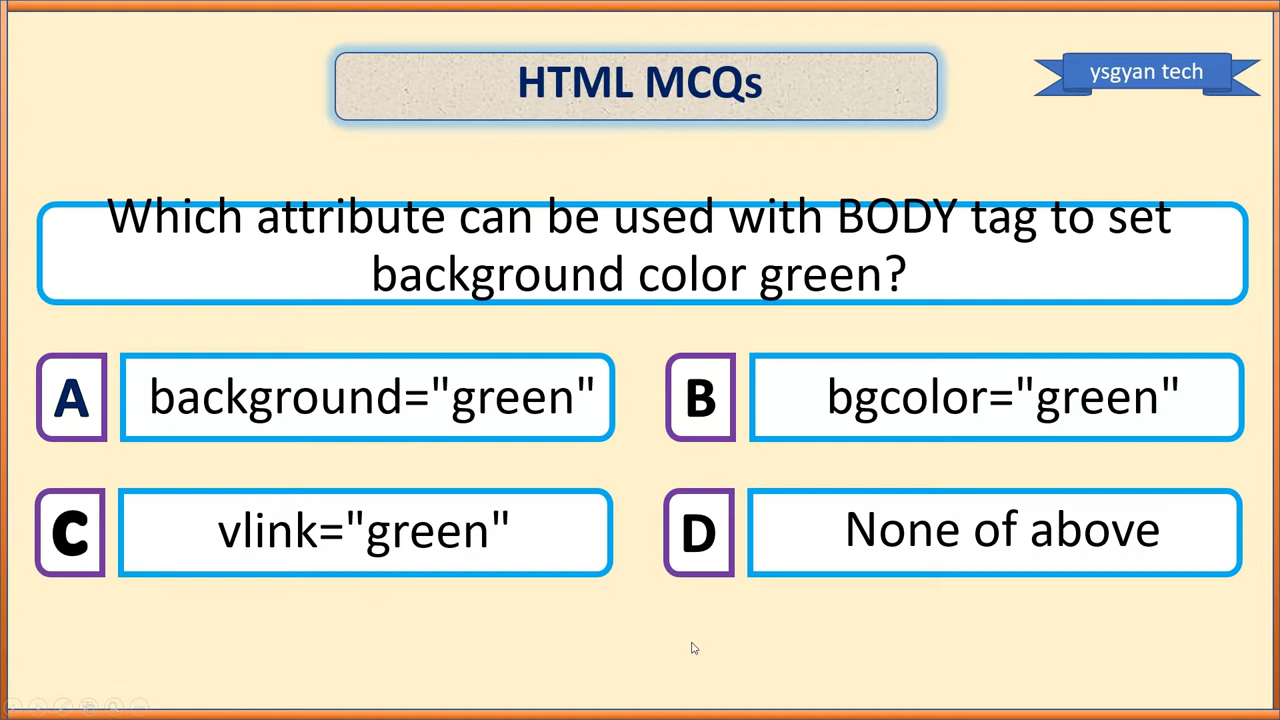 HTML MCQs
ysgyan tech
Which attribute can be used with BODY tag to set
background color green?
A
background="green"
B
bgcolor="green"
C
vlink="green"
D
None of above